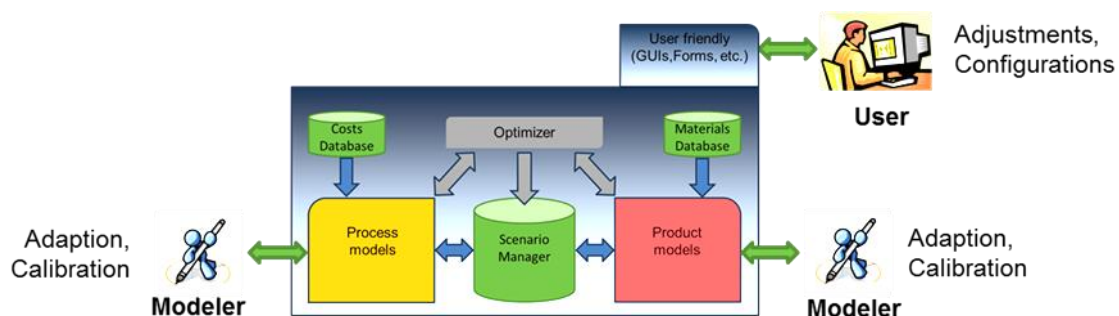 User friendly
(GUIs,Forms, etc.)
Adjustments,
Configurations
User
Costs
Database
Optimizer
Materials
Database
Adaption,
Calibration
Modeler
Process
models
Scenario
Manager
Product
models
Adaption,
Calibration
Modeler